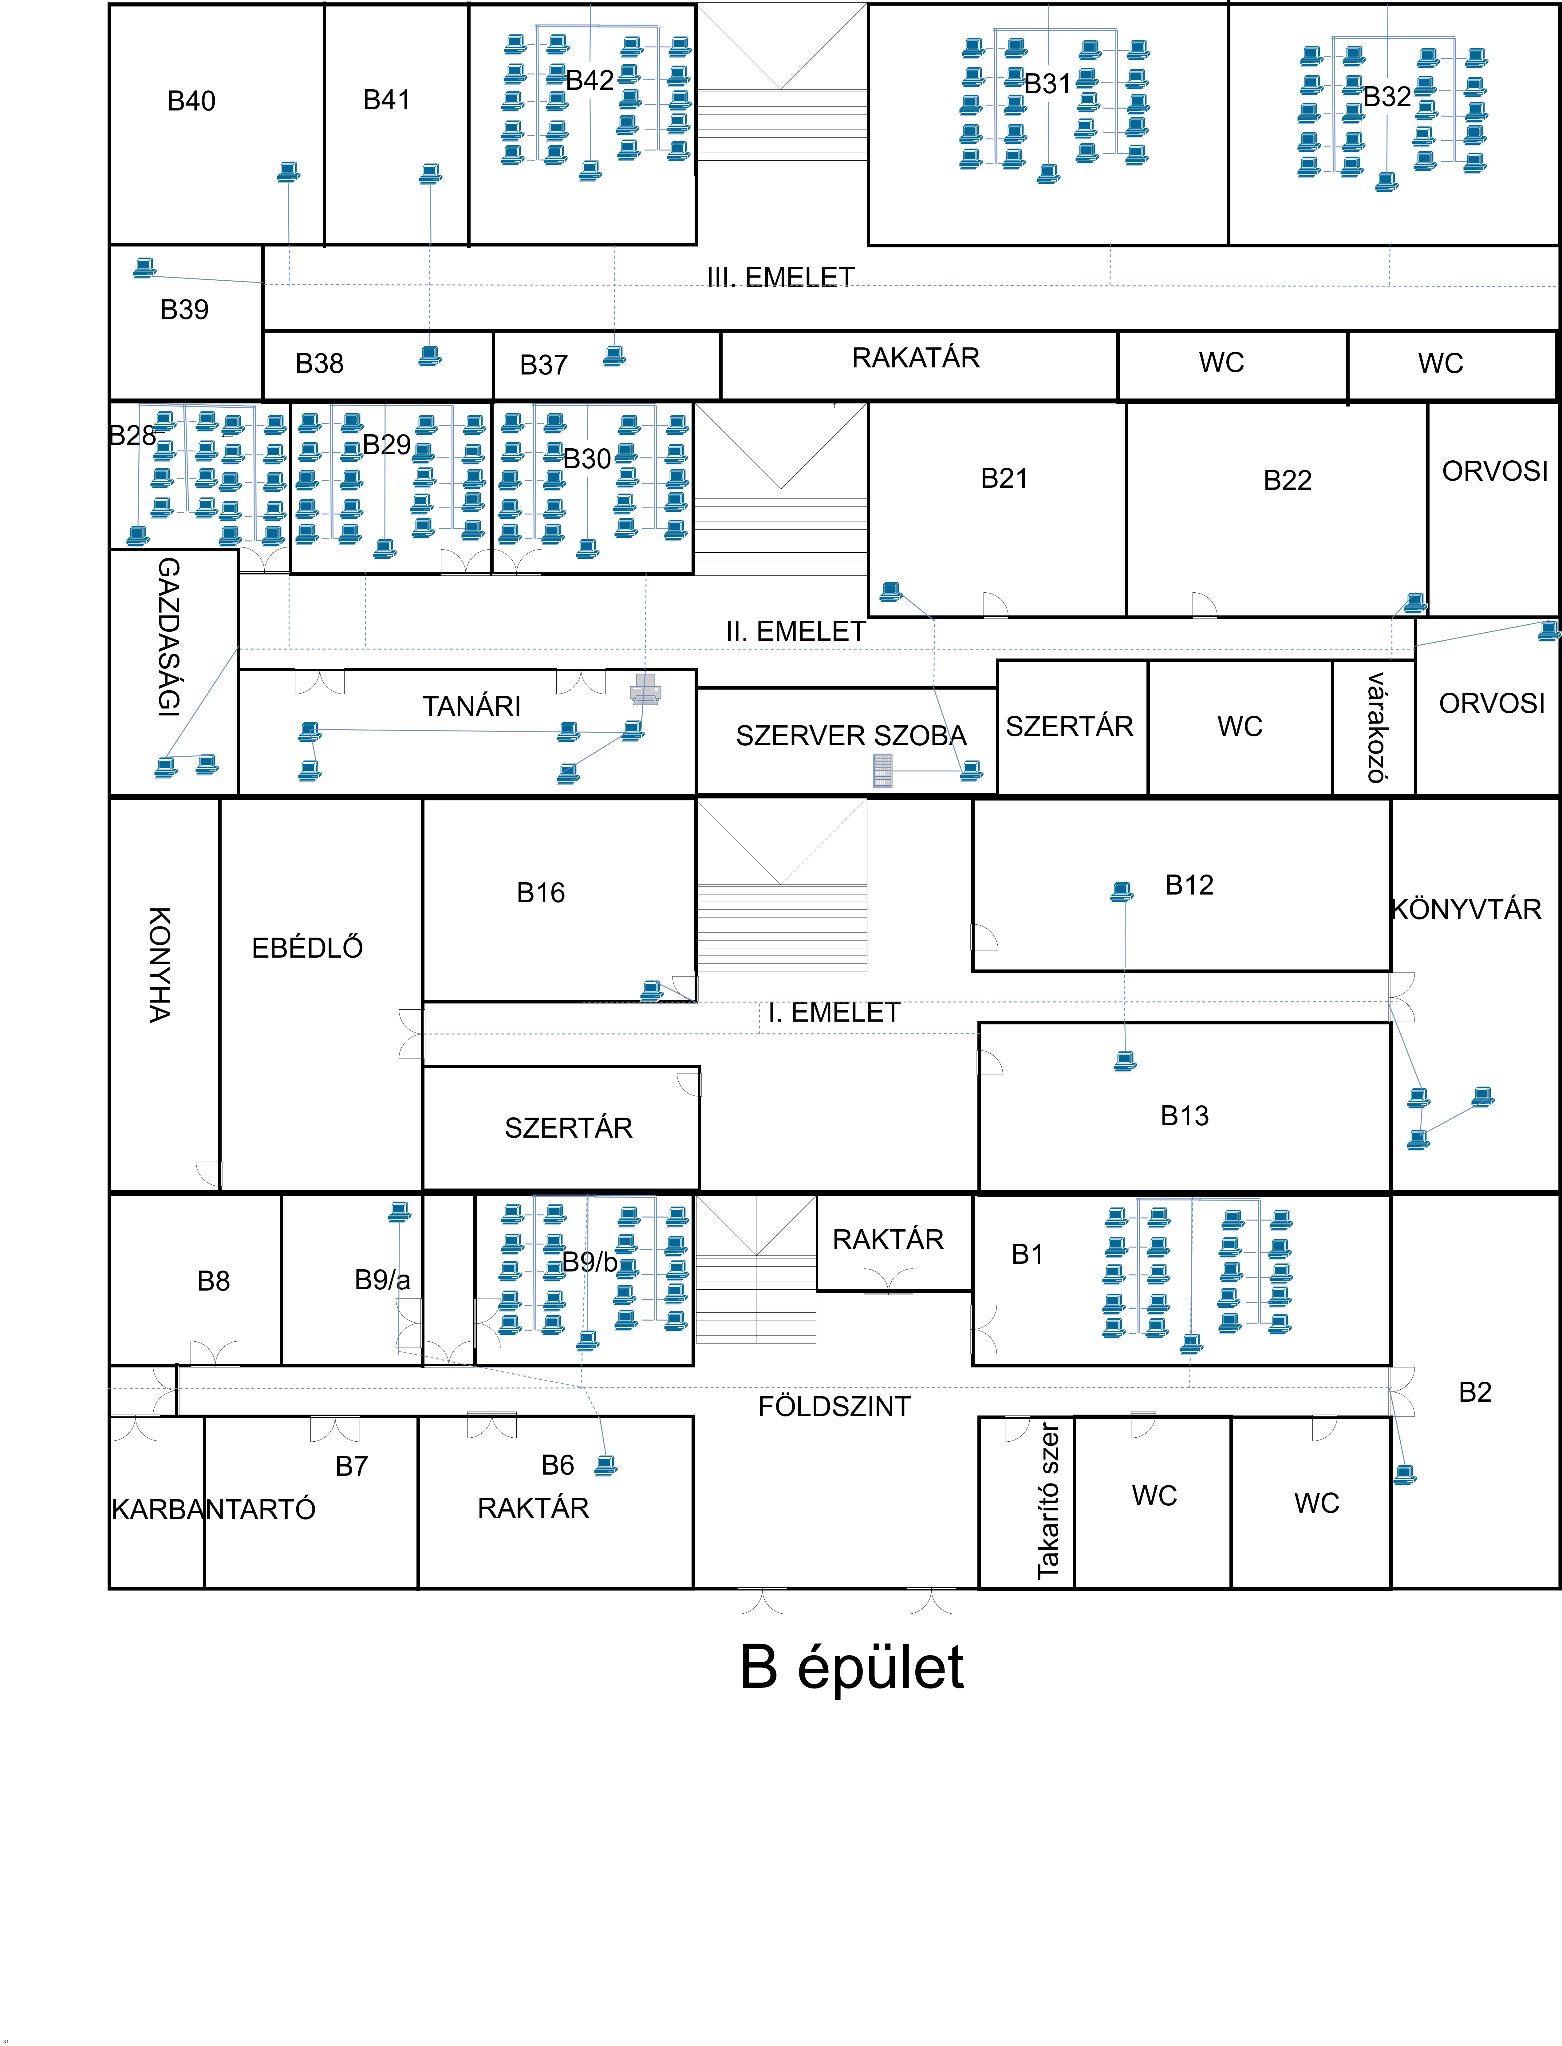 B40
B41
B42
B31
B32
III. EMELET
B39
B38
B37
RAKATÁR
WC
WC
B28
B29
B30
B21
B22
ORVOSI
GAZDASÁGI
II. EMELET
TANÁRI
SZERVER SZOBA
SZERTÁR
WC
várakozó
ORVOSI
KONYHA
EBÉDLŐ
B16
B12
KÖNYVTÁR
I. EMELET
SZERTÁR
B13
B8
B9/a
B9/b
RAKTÁR
B1
FÖLDSZINT
B2
KARBANTARTÓ
B7
B6
RAKTÁR
Takarító szer
WC
WC
B épület